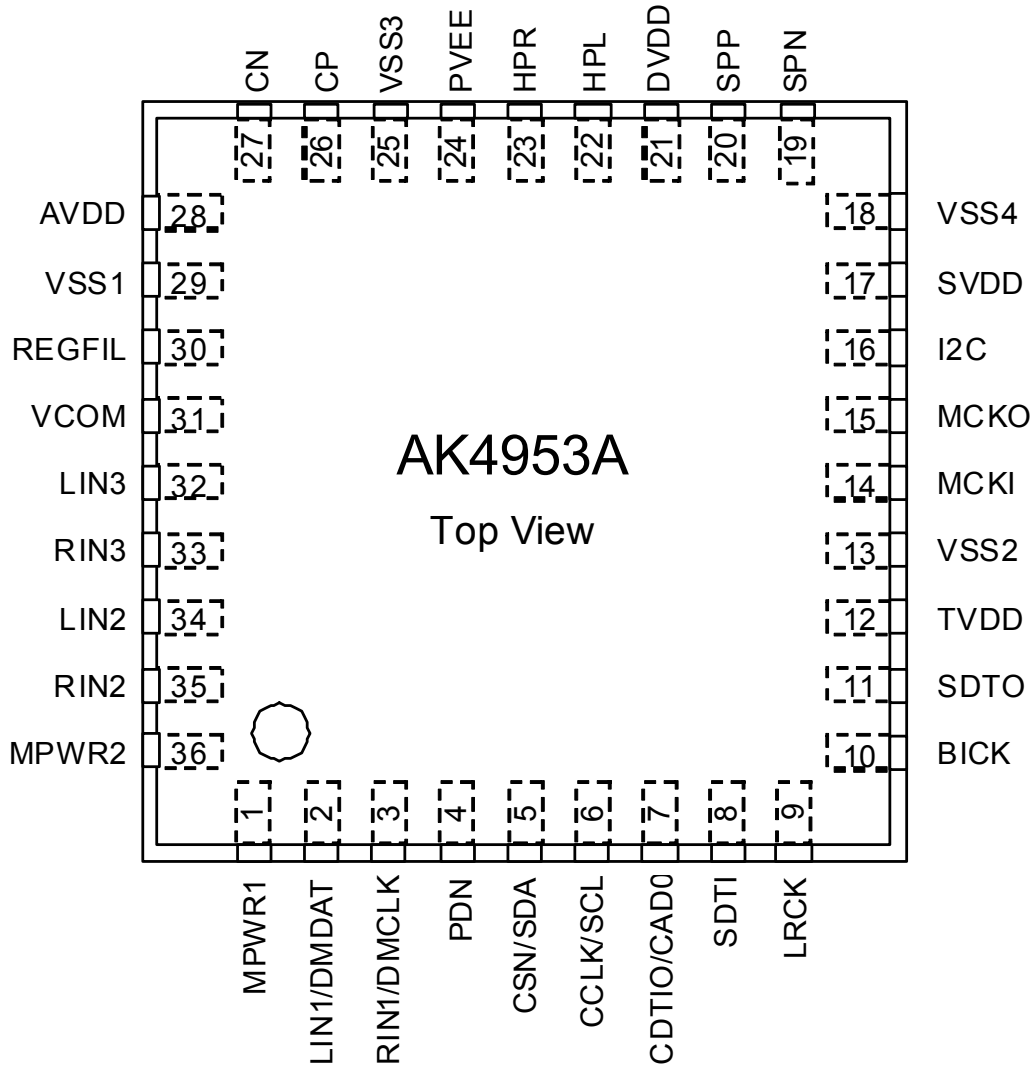 CN
CP
VSS3
PVEE
HPR
HPL
DVDD
SPP
SPN
27
26
25
24
23
22
21
20
19
AVDD 28
VSS1 29
REGFIL 30
VCOM 31
LIN3 32
RIN3 33
LIN2 34
RIN2 35
MPWR2 36
AK4953A
Top View
18 VSS4
17 SVDD
16 I2C
15 MCKO
14 MCKI
13 VSS2
12 TVDD
11 SDTO
10 BICK
1
2
3
4
5
6
7
8
9
MPWR1
LIN1/DMDAT
RIN1/DMCLK
PDN
CSN/SDA
CCLK/SCL
CDTIO/CAD0
SDTI
LRCK